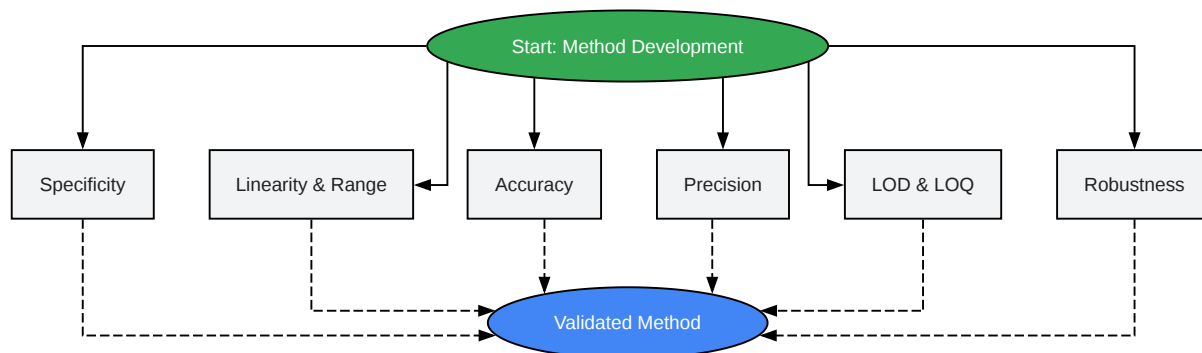 Start: Method Development
Specificity
Linearity & Range
Accuracy
Precision
LOD & LOQ
Robustness
Validated Method